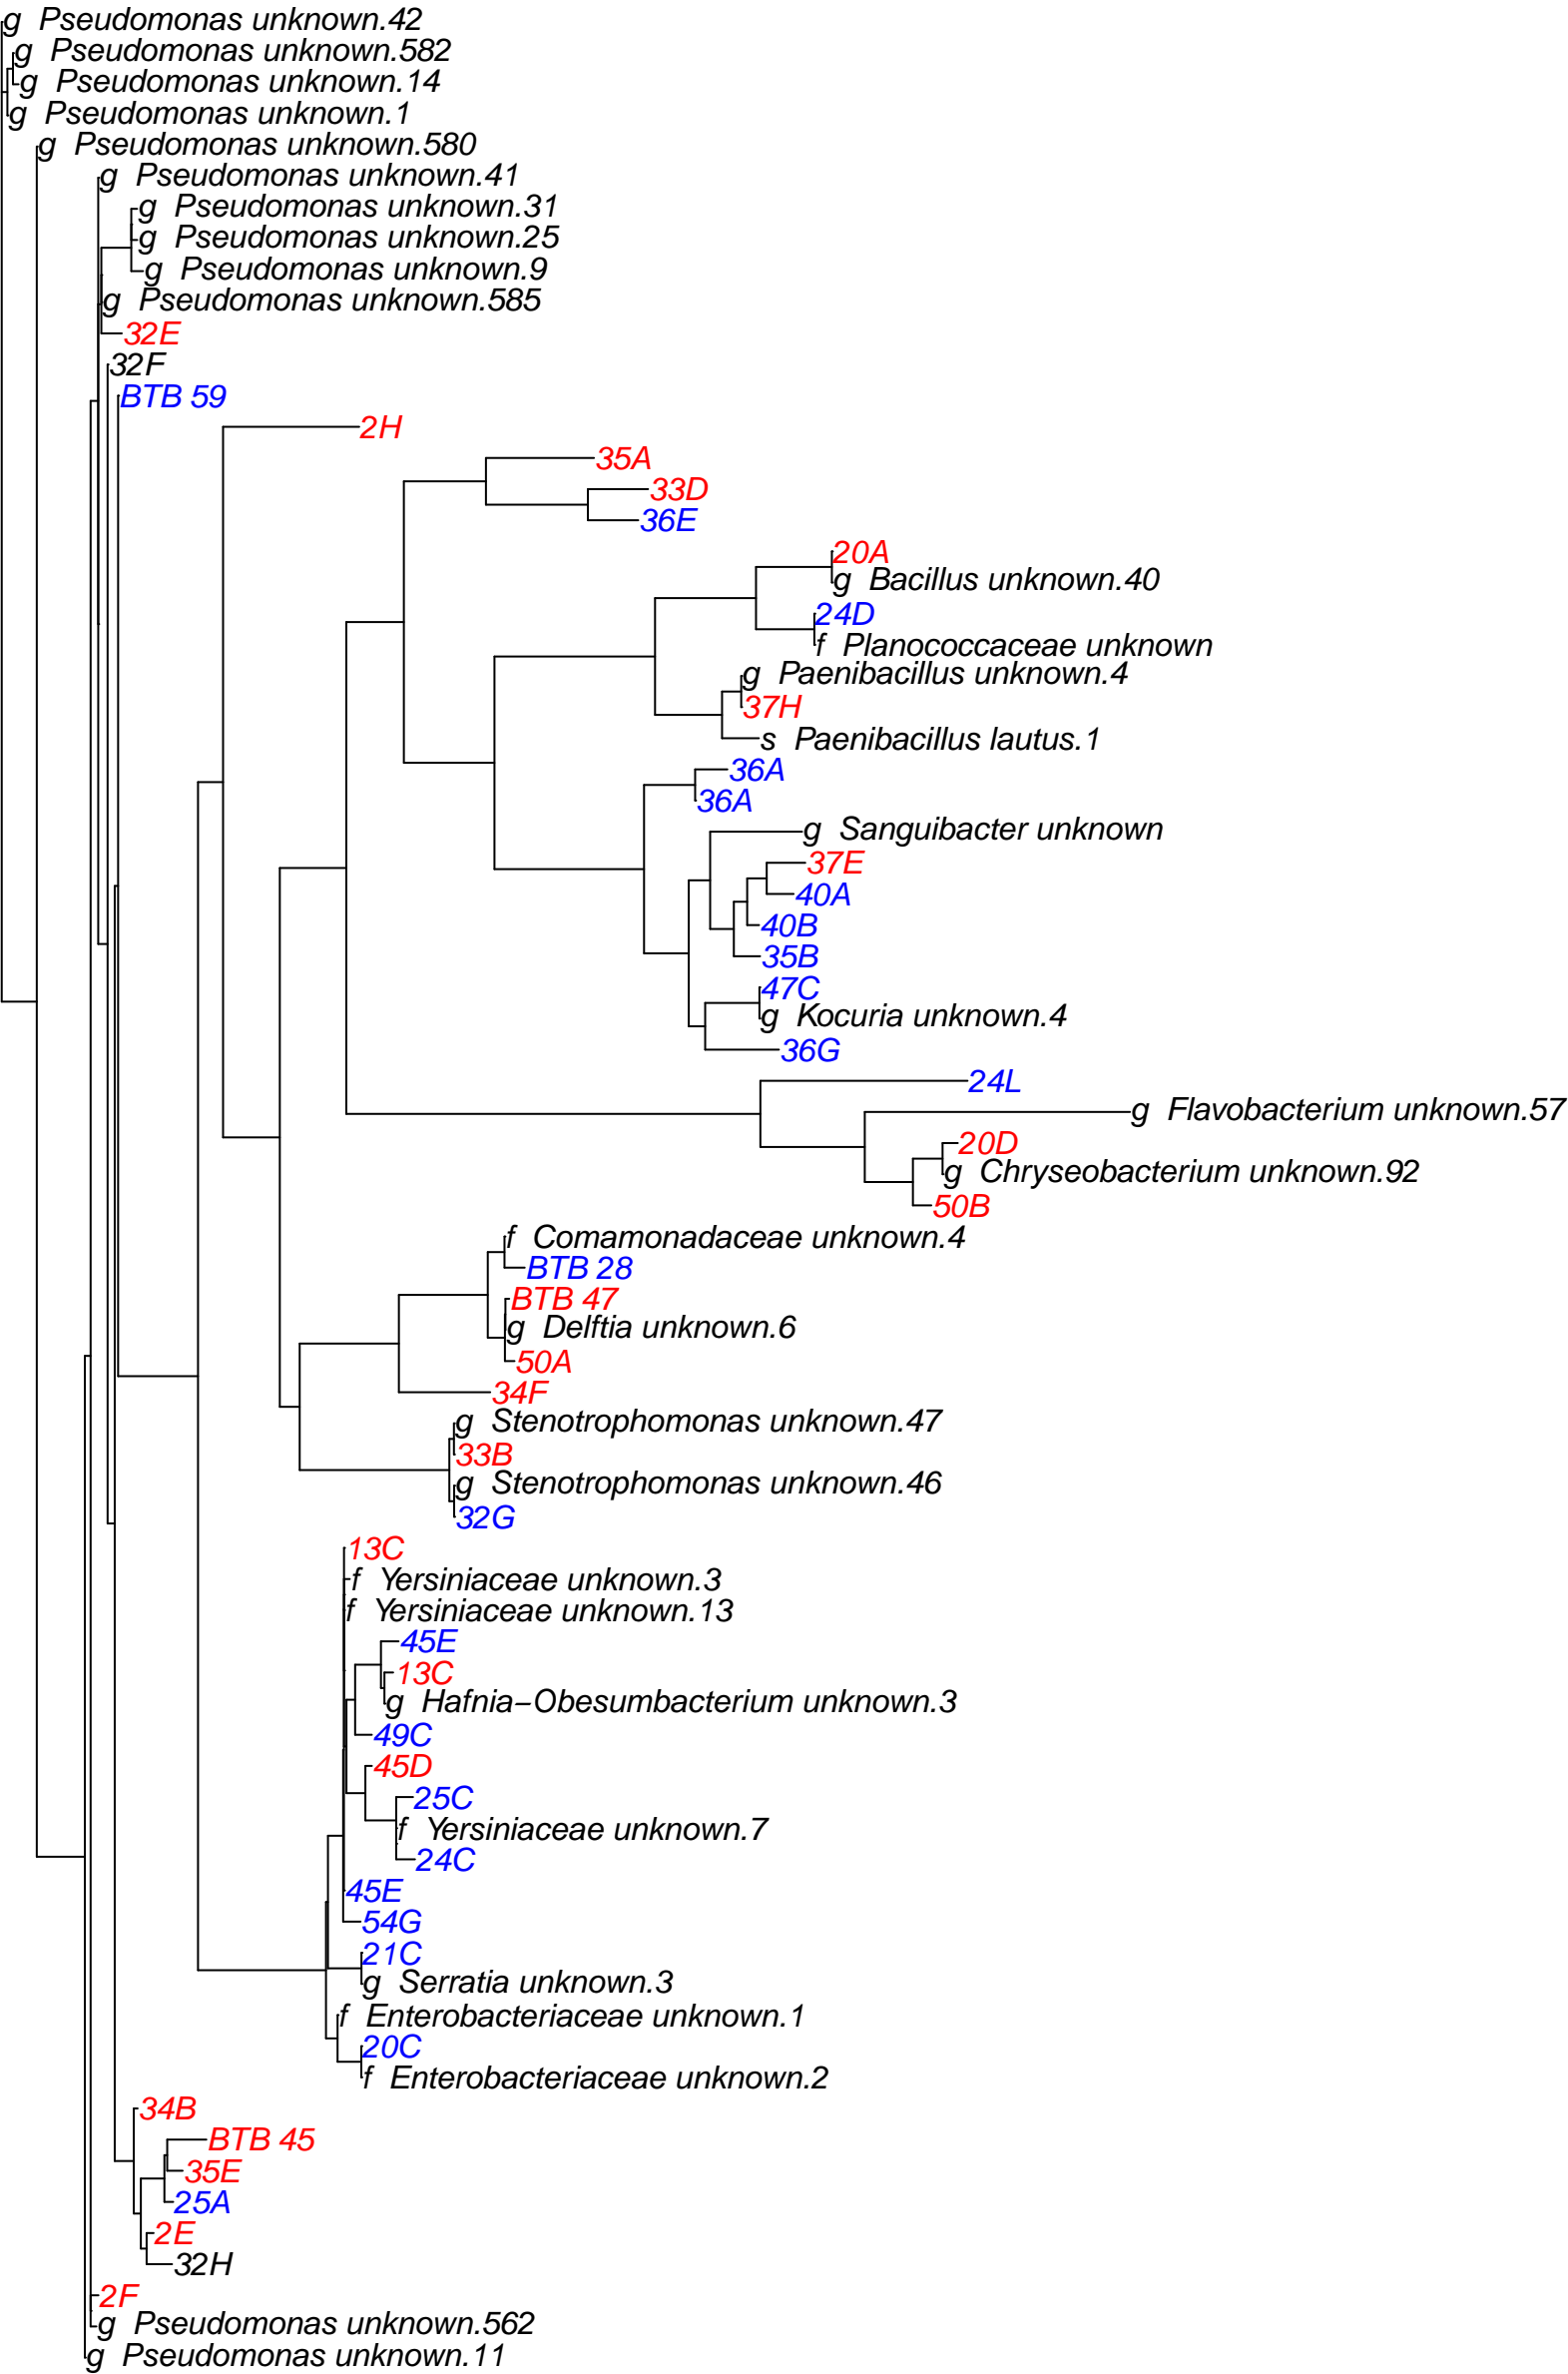 g Pseudomonas unknown.42
g Pseudomonas unknown.582
g Pseudomonas unknown.14
g Pseudomonas unknown.1
g Pseudomonas unknown.580
g Pseudomonas unknown.41
g Pseudomonas unknown.31
g Pseudomonas unknown.25
g Pseudomonas unknown.9
g Pseudomonas unknown.585
32E
32F
BTB 59
2H
35A
33D
36E
20A
g Bacillus unknown.40
24D
f Planococcaceae unknown
g Paenibacillus unknown.4
37H
s Paenibacillus lautus.1
36A
36A
g Sanguibacter unknown
37E
40A
40B
35B
47C
g Kocuria unknown.4
36G
24L
g Flavobacterium unknown.57
20D
g Chryseobacterium unknown.92
50B
f Comamonadaceae unknown.4
BTB 28
BTB 47
g Delftia unknown.6
50A
34F
g Stenotrophomonas unknown.47
33B
g Stenotrophomonas unknown.46
32G
13C
f Yersiniaceae unknown.3
f Yersiniaceae unknown.13
45E
13C
g Hafnia−Obesumbacterium unknown.3
49C
45D
25C
f Yersiniaceae unknown.7
24C
45E
54G
21C
g Serratia unknown.3
f Enterobacteriaceae unknown.1
20C
f Enterobacteriaceae unknown.2
34B
BTB 45
35E
25A
2E
32H
2F
g Pseudomonas unknown.562
g Pseudomonas unknown.11